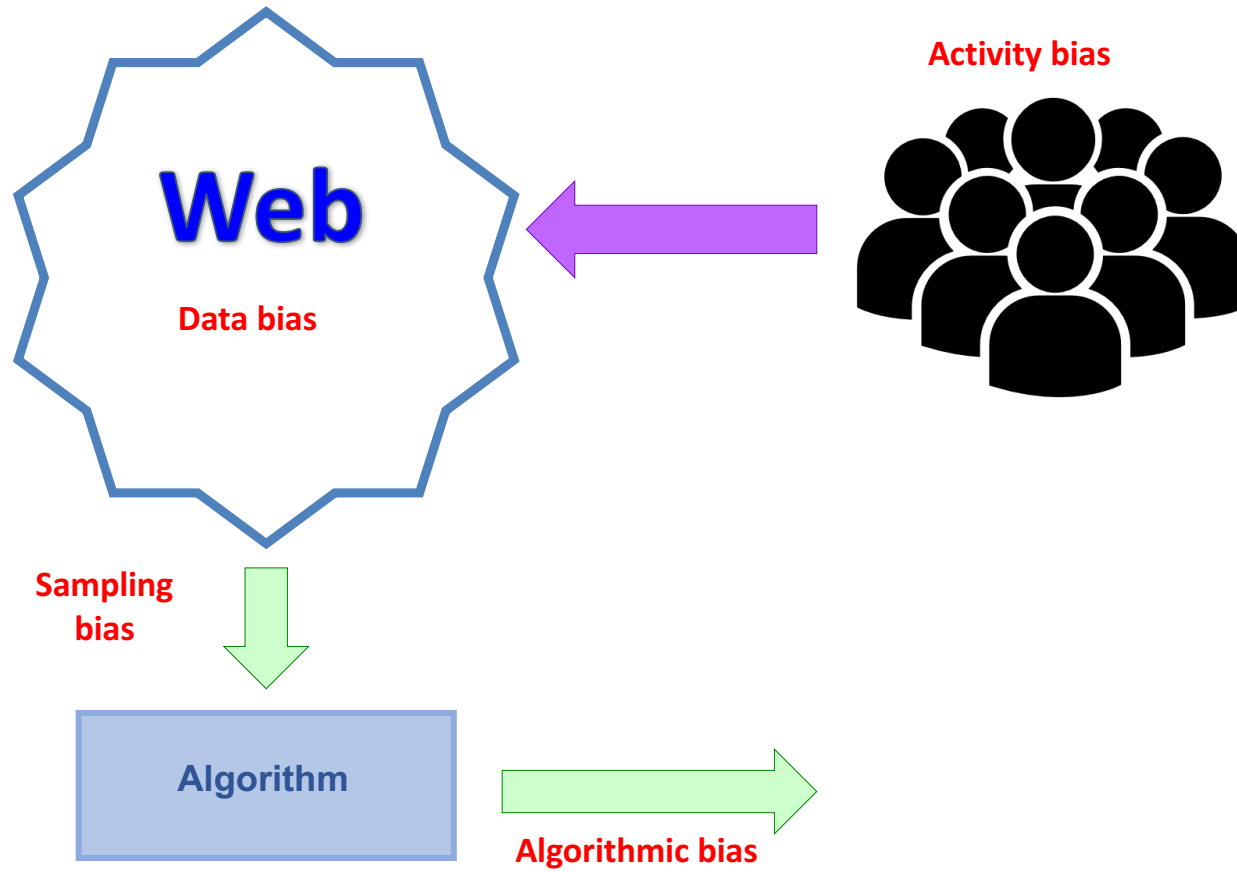 Activity bias
Web
Data bias
Sampling
bias
Algorithm
Algorithmic bias